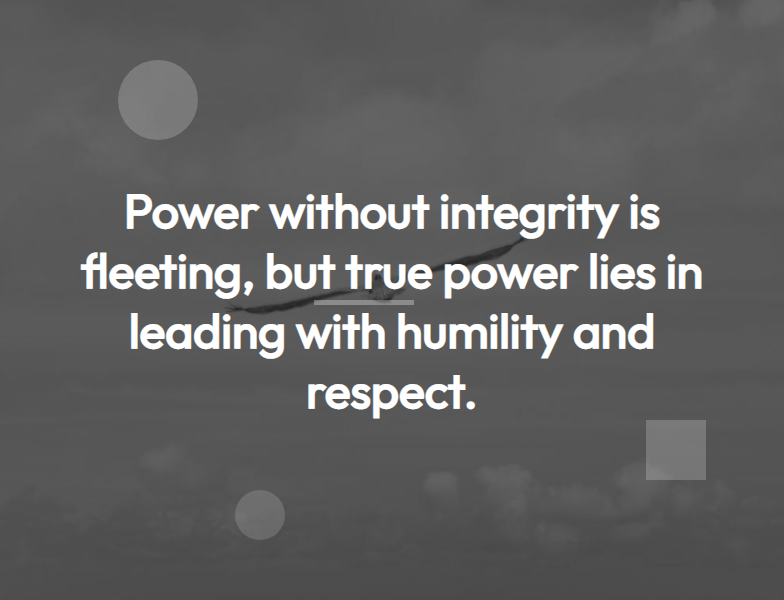 Power without integrity is
fleeting, but true power lies in
leading with humility and
respect.